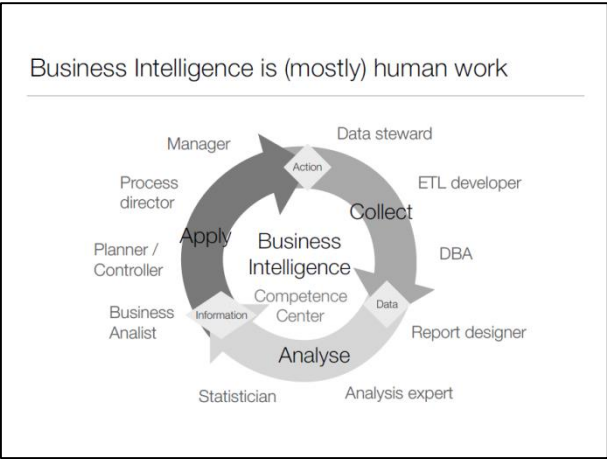 Business Intelligence is (mostly) human work
Manager
Data steward
Action
Process
director
ETL developer
Collect
Apply
Business
Intelligence
Planner /
Controller
DBA
Competence
Center
Information
Data
Business
Analist
Report designer
Analyse
Statistician
Analysis expert